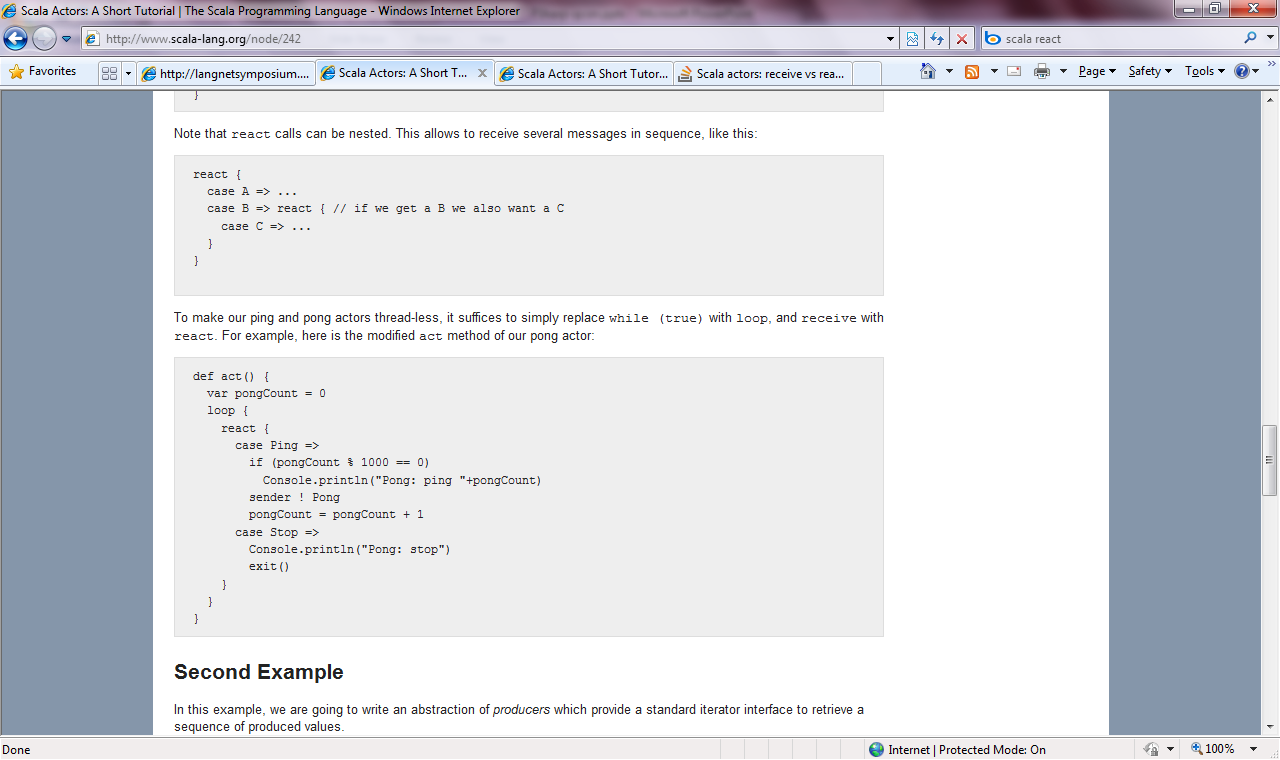 Scala Actors: A Short Tutorial | The Scala Programming Language - Windows Internet Explorer
http://www.scala-lang.org/node/242
scala react
Favorites
http://langnetsymposium....
Scala Actors: A Short T...
Scala Actors: A Short Tutor...
Scala actors: receive vs rea...
Page
Safety
Tools
}
Note that react calls can be nested. This allows to receive several messages in sequence, like this:
react {
  case A => ...
  case B => react { // if we get a B we also want a C
    case C => ...
  }
}
To make our ping and pong actors thread-less, it suffices to simply replace while (true) with loop, and receive with
react. For example, here is the modified act method of our pong actor:
def act() {
  var pongCount = 0
  loop {
    react {
      case Ping =>
        if (pongCount % 1000 == 0)
          Console.println("Pong: ping "+pongCount)
        sender ! Pong
        pongCount = pongCount + 1
      case Stop =>
        Console.println("Pong: stop")
        exit()
    }
  }
}
Second Example
In this example, we are going to write an abstraction of producers which provide a standard iterator interface to retrieve a
sequence of produced values.
Done
Internet | Protected Mode: On
100%